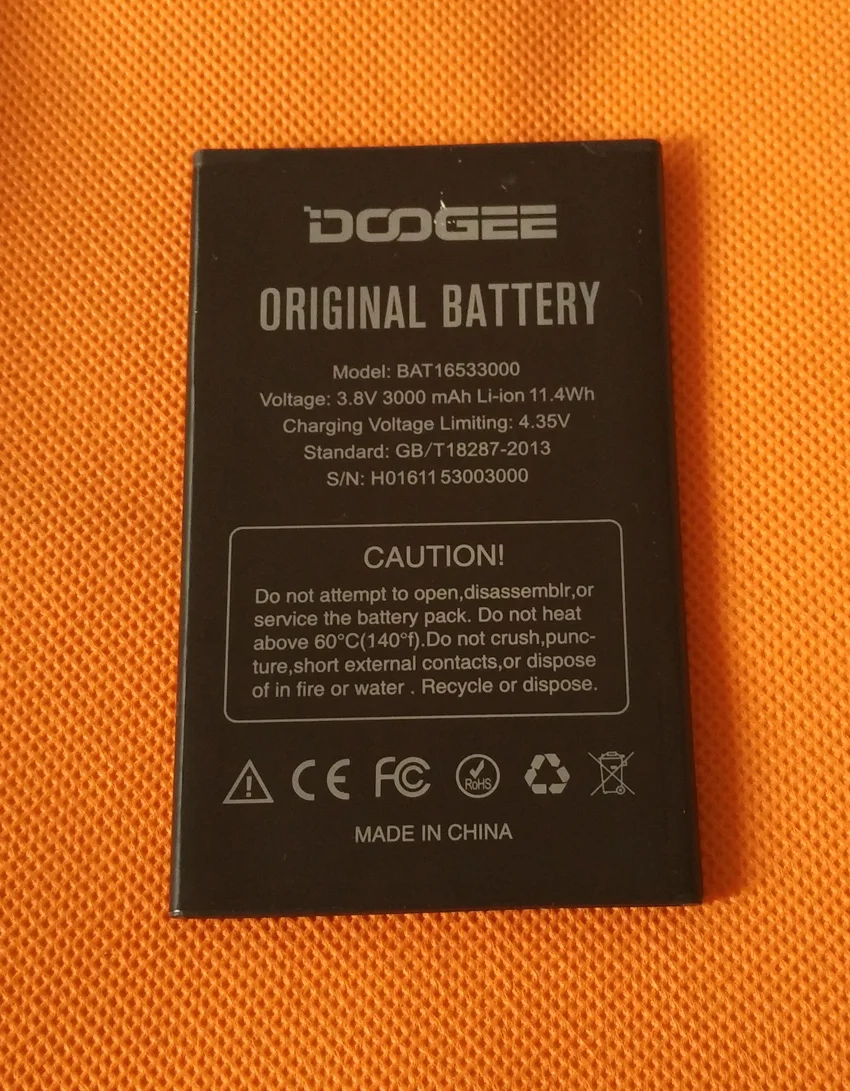 DOOGEE
ORIGINAL BATTERY
Model: BAT16533000
Voltage: 3.8V 3000 mAh Li-ion 11.4Wh
Charging Voltage Limiting: 4.35V
Standard: GB/T18287-2013
S/N: H01611 53003000
CAUTION!
Do not attempt to open,disassemblr,or
service the battery pack. Do not heat
above 60°C(140°f).Do not crush,punc-
ture,short external contacts,or dispose
of in fire or water . Recycle or dispose.
CE FC RoHS
MADE IN CHINA